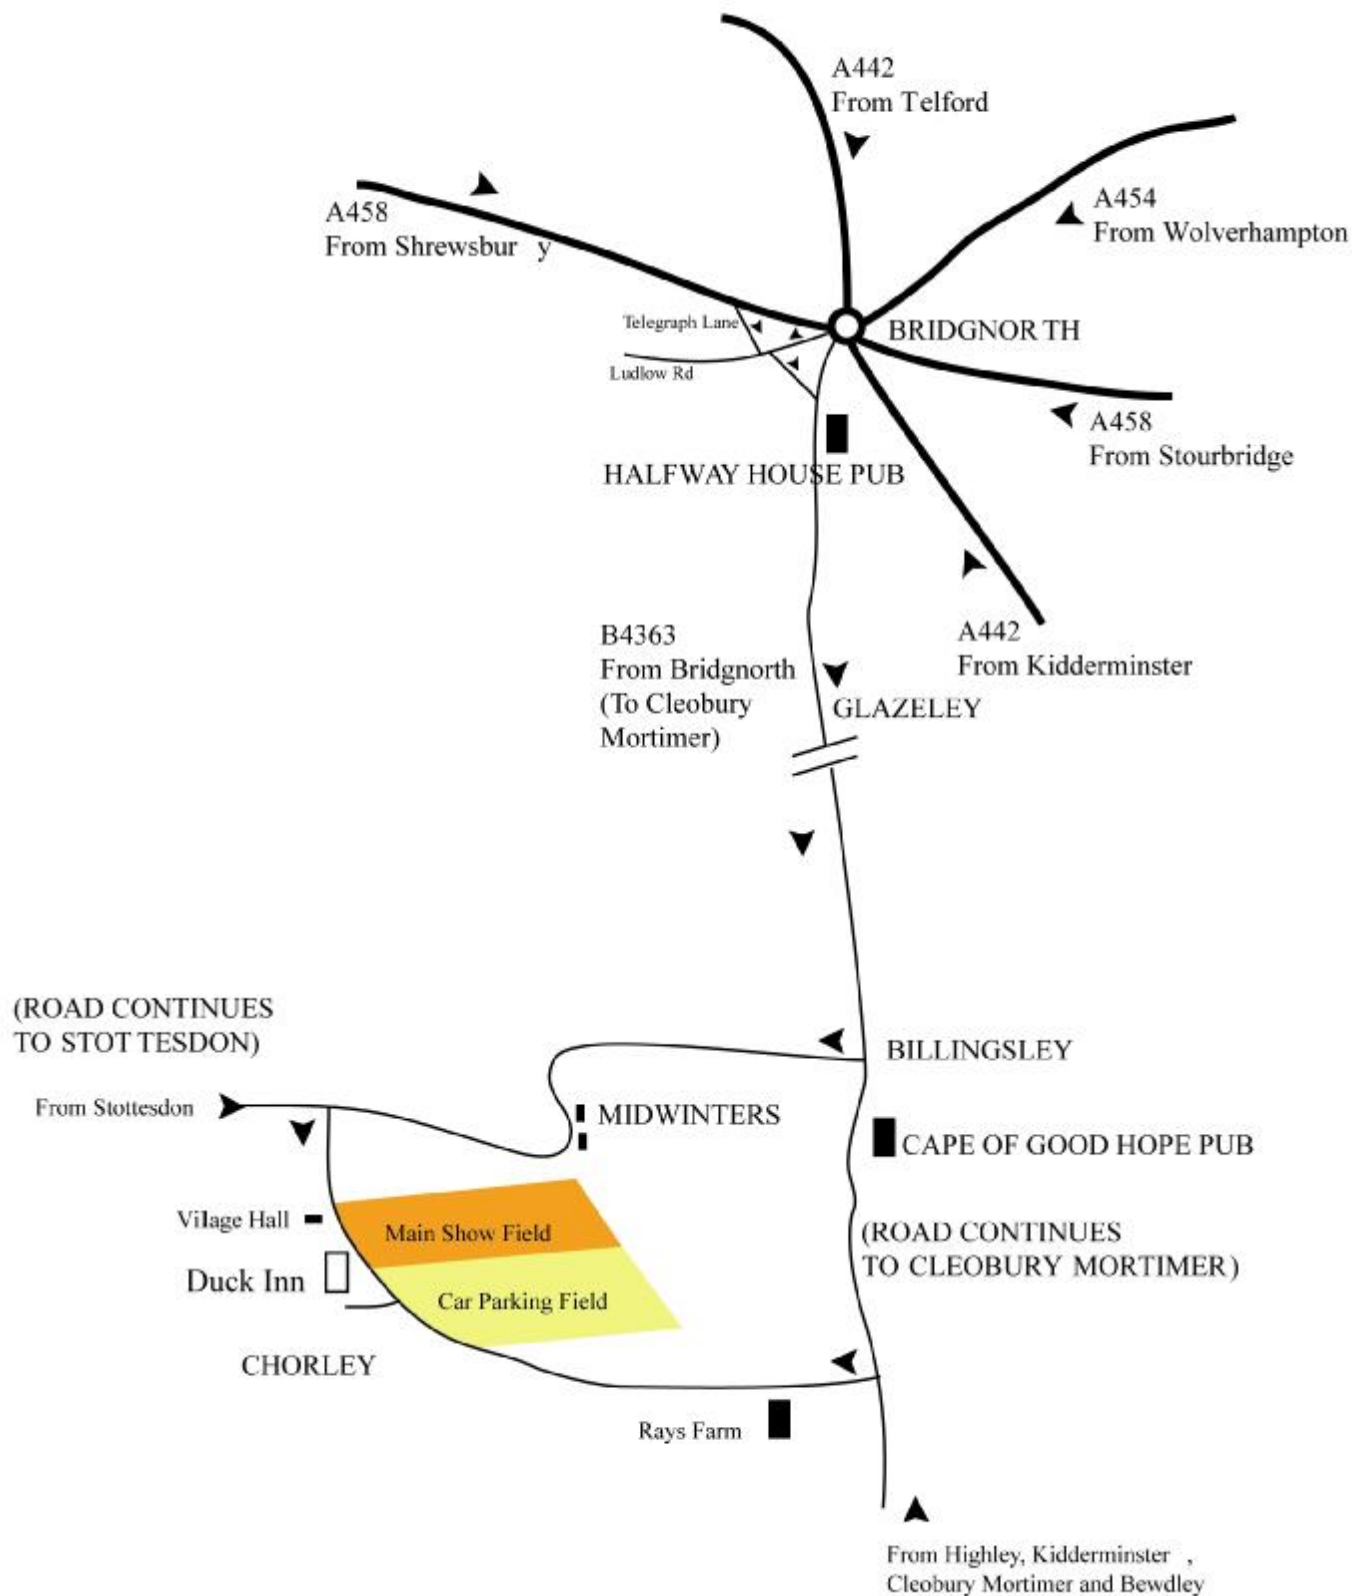 A442
From Telford
A454
From Wolverhampton
A458
From Shrewsbur y
Telegraph Lane
BRIDGNOR TH
Ludlow Rd
A458
From Stourbridge
HALFWAY HOUSE PUB
B4363
From Bridgnorth
(To Cleobury
Mortimer)
A442
From Kidderminster
GLAZELEY
(ROAD CONTINUES
TO STOT TESDON)
BILLINGSLEY
From Stottesdon
MIDWINTERS
CAPE OF GOOD HOPE PUB
Village Hall
Main Show Field
(ROAD CONTINUES
TO CLEOBURY MORTIMER)
Duck Inn
Car Parking Field
CHORLEY
Rays Farm
From Highley, Kidderminster ,
Cleobury Mortimer and Bewdley